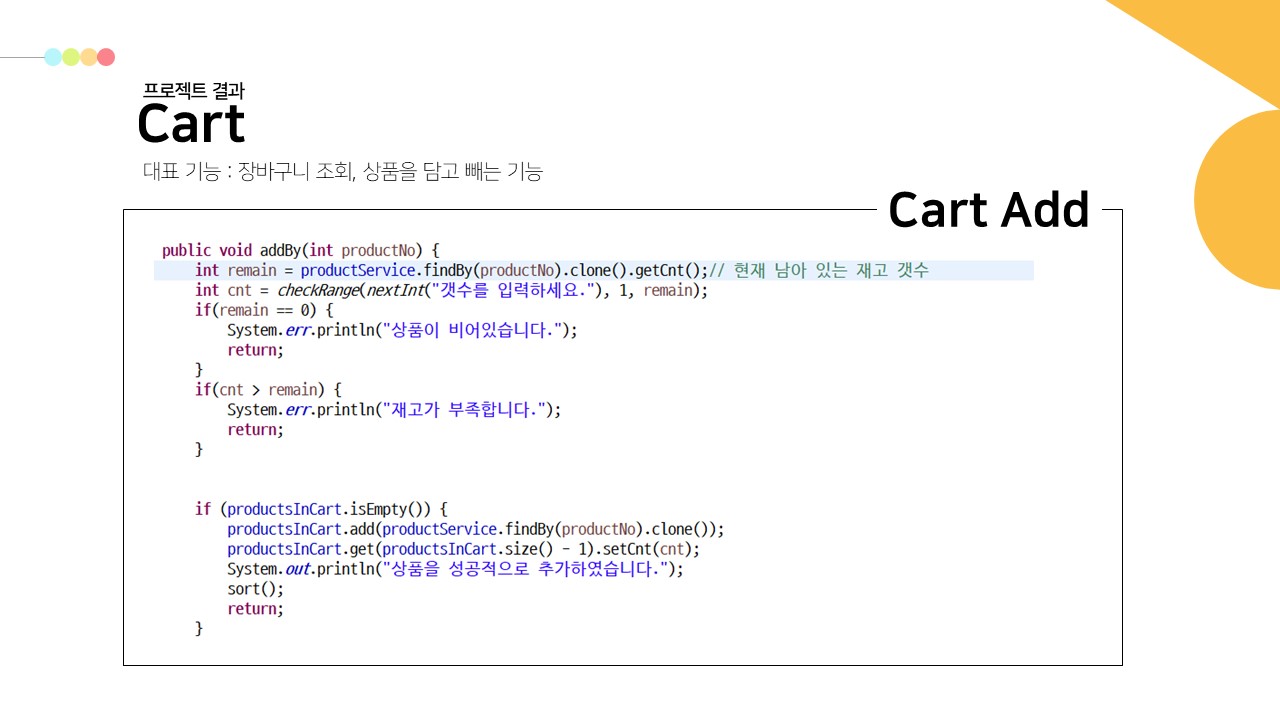 프로젝트 결과
Cart
대표 기능 : 장바구니 조회, 상품을 담고 빼는 기능
Cart Add
public void addBy(int productNo) {
    int remain = productService.findBy(productNo).clone().getCnt();// 현재 남아 있는 재고 갯수
    int cnt = checkRange(nextInt("갯수를 입력하세요."), 1, remain);
    if(remain == 0) {
        System.err.println("상품이 비어있습니다.");
        return;
    }
    if(cnt > remain) {
        System.err.println("재고가 부족합니다.");
        return;
    }
    if (productsInCart.isEmpty()) {
        productsInCart.add(productService.findBy(productNo).clone());
        productsInCart.get(productsInCart.size() - 1).setCnt(cnt);
        System.out.println("상품을 성공적으로 추가하였습니다.");
        sort();
        return;
    }